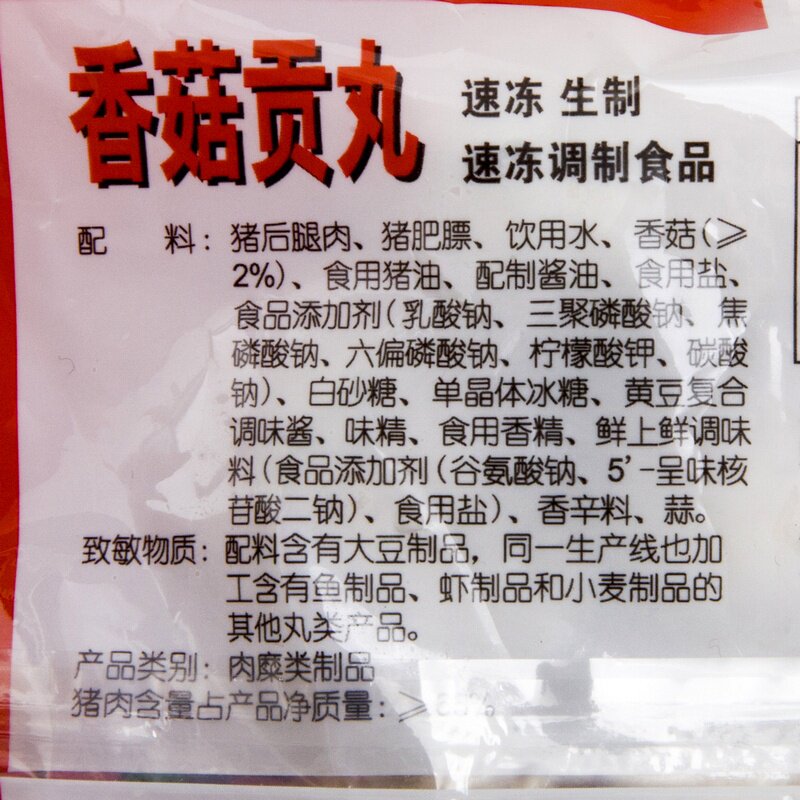 香菇贡丸
速冻 生制
速冻调制食品
配 料：猪后腿肉、猪肥膘、饮用水、香菇(≥
2%)、食用猪油、配制酱油、食用盐、
食品添加剂(乳酸钠、三聚磷酸钠、焦
磷酸钠、六偏磷酸钠、柠檬酸钾、碳酸
钠)、白砂糖、单晶体冰糖、黄豆复合
调味酱、味精、食用香精、鲜上鲜调味
料(食品添加剂(谷氨酸钠、5'-呈味核
苷酸二钠)、食用盐)、香辛料、蒜。
致敏物质：配料含有大豆制品，同一生产线也加
工含有鱼制品、虾制品和小麦制品的
其他丸类产品。
产品类别：肉糜类制品
猪肉含量占产品净质量：≥